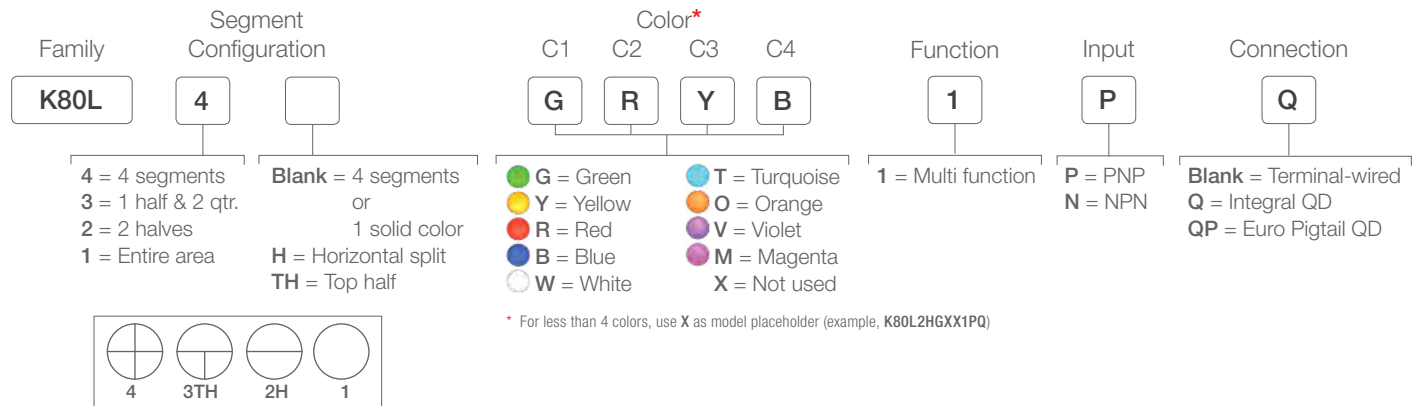 Family
Segment
Configuration
Color*
C1 C2 C3 C4
Function
Input
Connection
K80L
4
G R Y B
1
P
Q
4 = 4 segments
3 = 1 half & 2 qtr.
2 = 2 halves
1 = Entire area
Blank = 4 segments
or
1 solid color
H = Horizontal split
TH = Top half
G = Green
Y = Yellow
R = Red
B = Blue
W = White
T = Turquoise
O = Orange
V = Violet
M = Magenta
X = Not used
1 = Multi function
P = PNP
N = NPN
Blank = Terminal-wired
Q = Integral QD
QP = Euro Pigtail QD
* For less than 4 colors, use X as model placeholder (example, K80L2HGXX1PQ)
4 3TH 2H 1